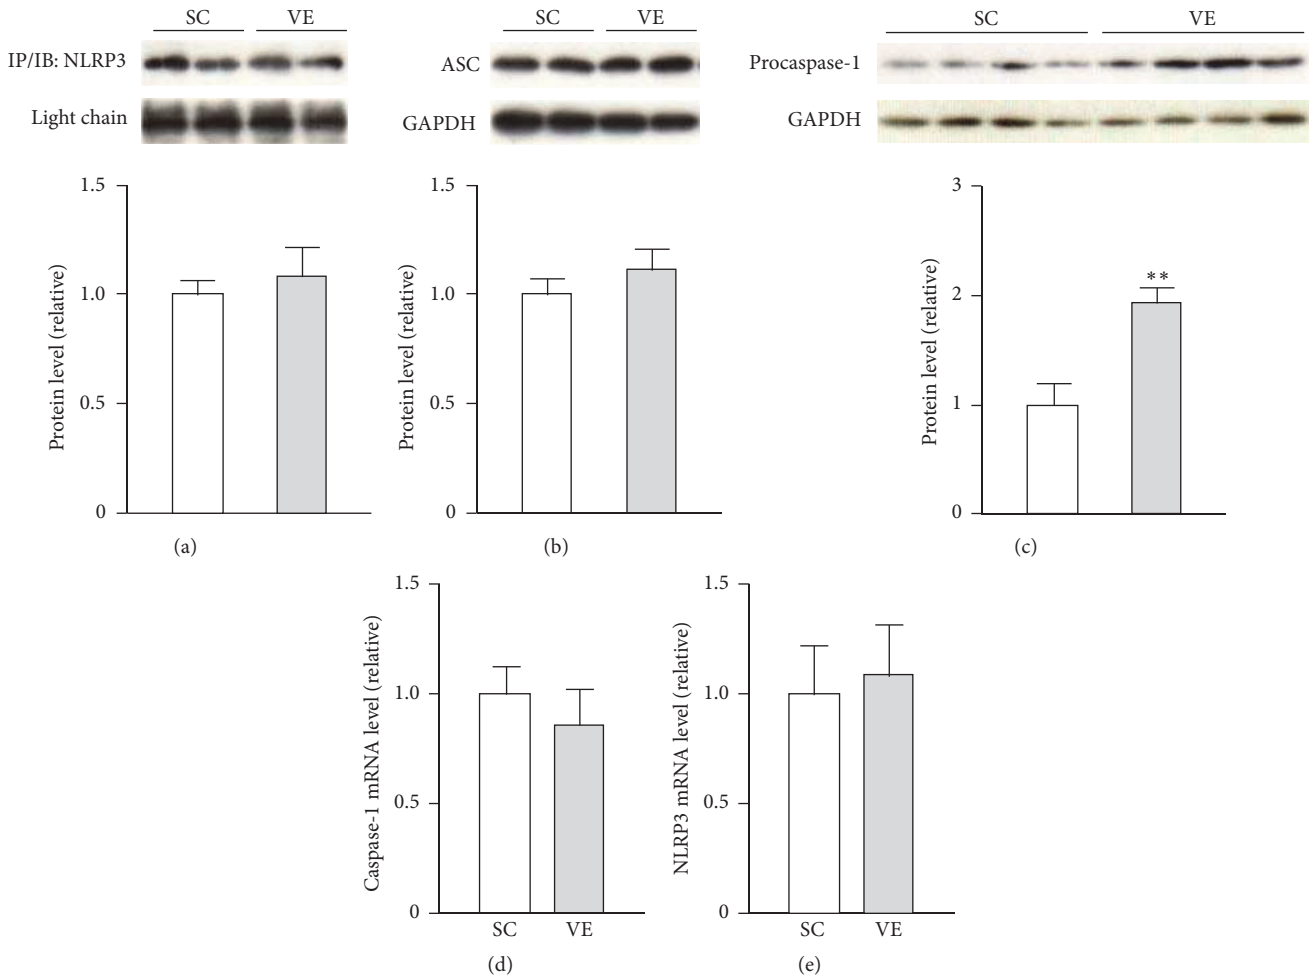 SC VE
IP/IB: NLRP3
Light chain
1.5
1.0
0.5
0
Protein level (relative)
(a)
SC VE
ASC
GAPDH
1.5
1.0
0.5
0
Protein level (relative)
(b)
SC VE
Procaspase-1
GAPDH
3
2
1
0
Protein level (relative)
**
(c)
1.5
1.0
0.5
0
Caspase-1 mRNA level (relative)
SC VE
(d)
1.5
1.0
0.5
0
NLRP3 mRNA level (relative)
SC VE
(e)